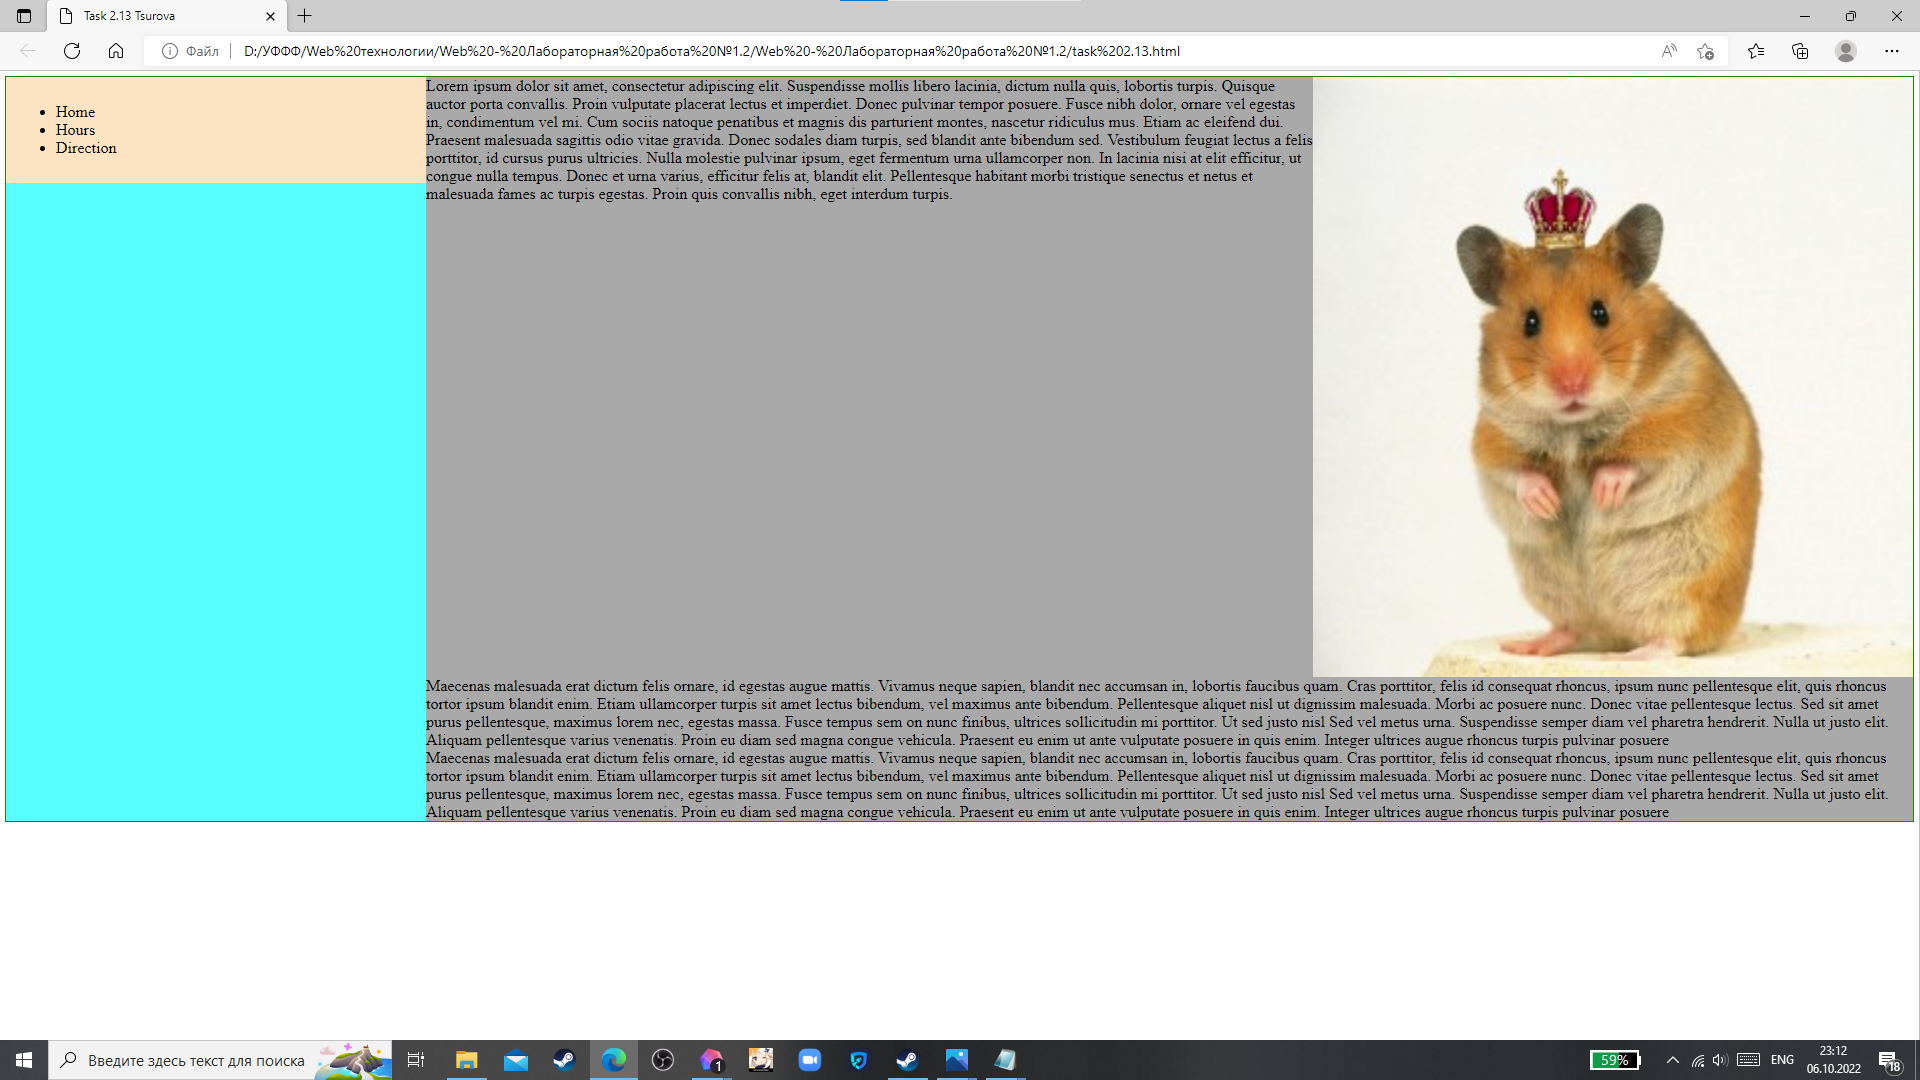 Task 2.13 Tsurova
Файл
D:/УФФФ/Web%20технологии/Web%20-%20Лабораторная%20работа%20№1.2/Web%20-%20Лабораторная%20работа%20№1.2/task%202.13.html
Home
Hours
Direction
Lorem ipsum dolor sit amet, consectetur adipiscing elit. Suspendisse mollis libero lacinia, dictum nulla quis, lobortis turpis. Quisque
auctor porta convallis. Proin vulputate placerat lectus et imperdiet. Donec pulvinar tempor posuere. Fusce nibh dolor, ornare vel egestas
in, condimentum vel mi. Cum sociis natoque penatibus et magnis dis parturient montes, nascetur ridiculus mus. Etiam ac eleifend dui.
Praesent malesuada sagittis odio vitae gravida. Donec sodales diam turpis, sed blandit ante bibendum sed. Vestibulum feugiat lectus a felis
porttitor, id cursus purus ultricies. Nulla molestie pulvinar ipsum, eget fermentum urna ullamcorper non. In lacinia nisi at elit efficitur, ut
congue nulla tempus. Donec et urna varius, efficitur felis at, blandit elit. Pellentesque habitant morbi tristique senectus et netus et
malesuada fames ac turpis egestas. Proin quis convallis nibh, eget interdum turpis.
Maecenas malesuada erat dictum felis ornare, id egestas augue mattis. Vivamus neque sapien, blandit nec accumsan in, lobortis faucibus quam. Cras porttitor, felis id consequat rhoncus, ipsum nunc pellentesque elit, quis rhoncus
tortor ipsum blandit enim. Etiam ullamcorper turpis sit amet lectus bibendum, vel maximus ante bibendum. Pellentesque aliquet nisl ut dignissim malesuada. Morbi ac posuere nunc. Donec vitae pellentesque lectus. Sed sit amet
purus pellentesque, maximus lorem nec, egestas massa. Fusce tempus sem on nunc finibus, ultrices sollicitudin mi porttitor. Ut sed justo nisl Sed vel metus urna. Suspendisse semper diam vel pharetra hendrerit. Nulla ut justo elit.
Aliquam pellentesque varius venenatis. Proin eu diam sed magna congue vehicula. Praesent eu enim ut ante vulputate posuere in quis enim. Integer ultrices augue rhoncus turpis pulvinar posuere
Maecenas malesuada erat dictum felis ornare, id egestas augue mattis. Vivamus neque sapien, blandit nec accumsan in, lobortis faucibus quam. Cras porttitor, felis id consequat rhoncus, ipsum nunc pellentesque elit, quis rhoncus
tortor ipsum blandit enim. Etiam ullamcorper turpis sit amet lectus bibendum, vel maximus ante bibendum. Pellentesque aliquet nisl ut dignissim malesuada. Morbi ac posuere nunc. Donec vitae pellentesque lectus. Sed sit amet
purus pellentesque, maximus lorem nec, egestas massa. Fusce tempus sem on nunc finibus, ultrices sollicitudin mi porttitor. Ut sed justo nisl Sed vel metus urna. Suspendisse semper diam vel pharetra hendrerit. Nulla ut justo elit.
Aliquam pellentesque varius venenatis. Proin eu diam sed magna congue vehicula. Praesent eu enim ut ante vulputate posuere in quis enim. Integer ultrices augue rhoncus turpis pulvinar posuere
Введите здесь текст для поиска
1
59%
ENG
23:12
06.10.2022
18